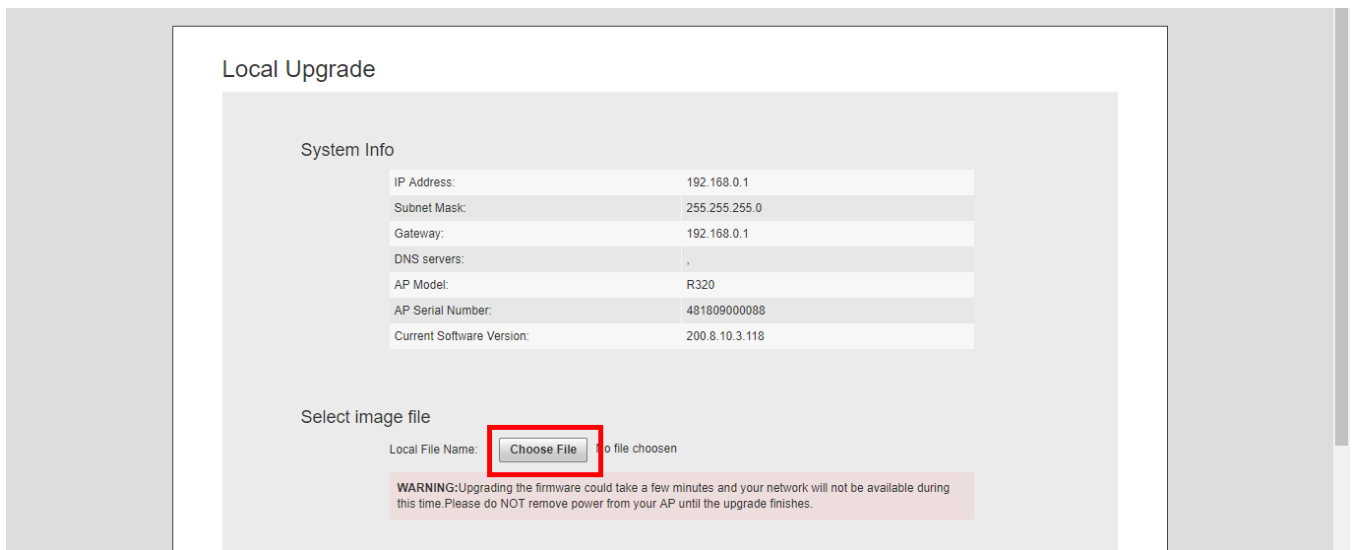 Local Upgrade
System Info
IP Address: 192.168.0.1
Subnet Mask: 255.255.255.0
Gateway: 192.168.0.1
DNS servers: ,
AP Model: R320
AP Serial Number: 481809000088
Current Software Version: 200.8.10.3.118
Select image file
Local File Name: Choose File No file choosen
WARNING:Upgrading the firmware could take a few minutes and your network will not be available during
this time.Please do NOT remove power from your AP until the upgrade finishes.